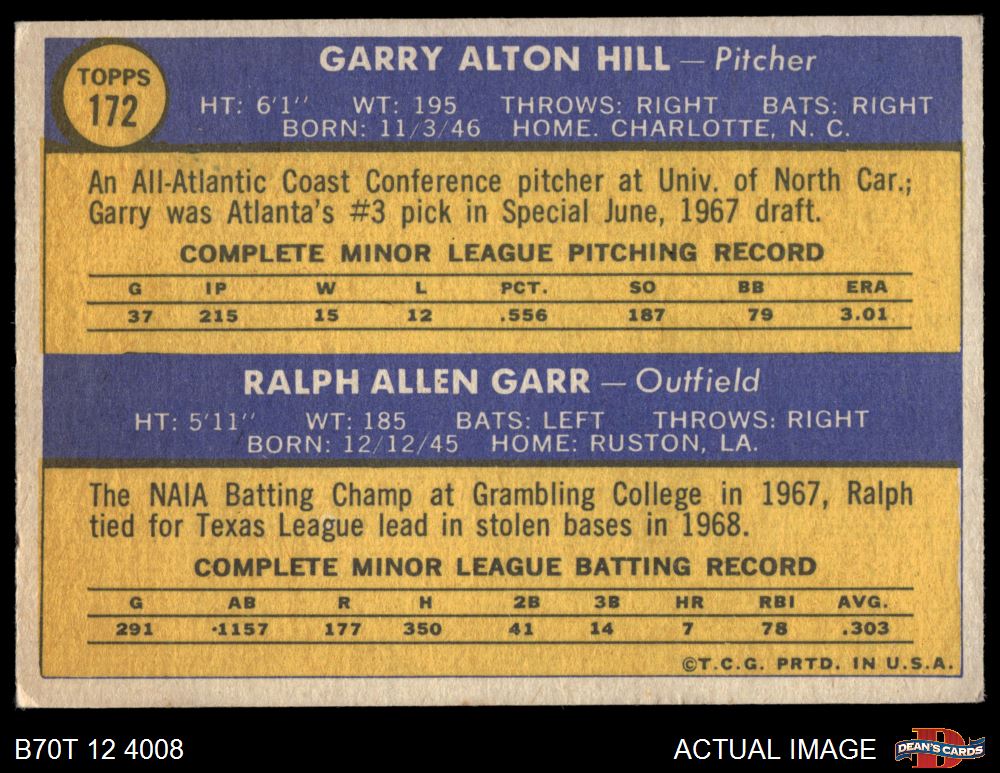 TOPPS
172
GARRY ALTON HILL — Pitcher
HT: 6'1" WT: 195 THROWS: RIGHT BATS: RIGHT
BORN: 11/3/46 HOME. CHARLOTTE, N. C.
An All-Atlantic Coast Conference pitcher at Univ. of North Car.;
Garry was Atlanta's #3 pick in Special June, 1967 draft.
COMPLETE MINOR LEAGUE PITCHING RECORD
G IP W L PCT. SO BB ERA
37 215 15 12 .556 187 79 3.01
RALPH ALLEN GARR — Outfield
HT: 5'11" WT: 185 BATS: LEFT THROWS: RIGHT
BORN: 12/12/45 HOME: RUSTON, LA.
The NAIA Batting Champ at Grambling College in 1967, Ralph
tied for Texas League lead in stolen bases in 1968.
COMPLETE MINOR LEAGUE BATTING RECORD
G AB R H 2B 3B HR RBI AVG.
291 1157 177 350 41 14 7 78 .303
©T.C.G. PRTD. IN U.S.A.
B70T 12 4008 ACTUAL IMAGE
D
DEAN'S CARDS